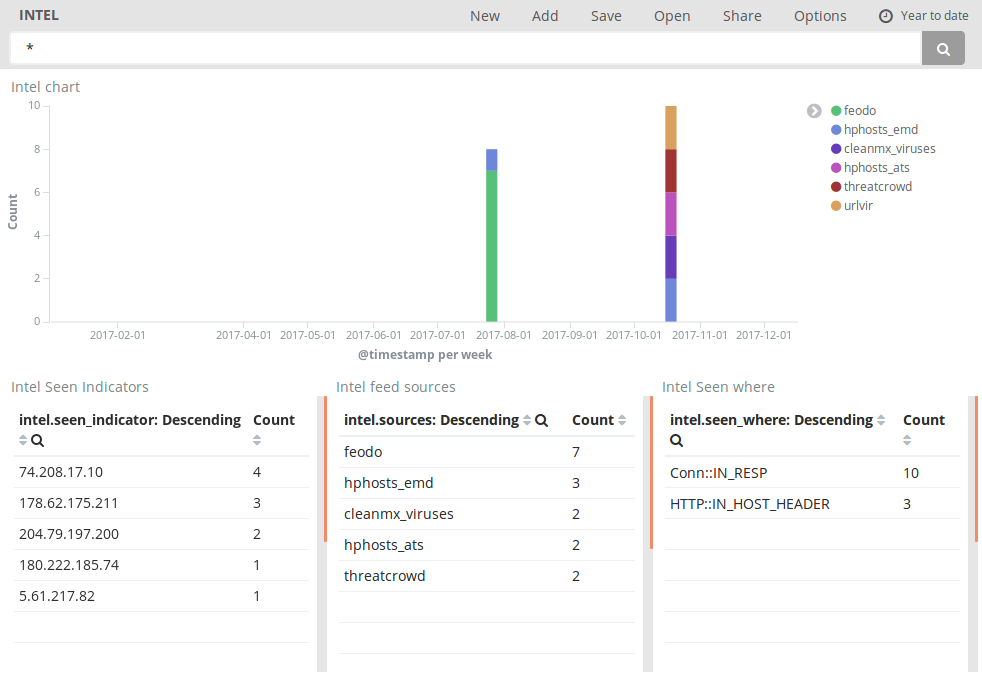 INTEL New Add Save Open Share Options Year to date
*
Intel chart
10
8
6
4
2
0
Count
2017-02-01 2017-04-01 2017-05-01 2017-06-01 2017-07-01 2017-08-01 2017-09-01 2017-10-01 2017-11-01 2017-12-01
@timestamp per week
feodo
hphosts_emd
cleanmx_viruses
hphosts_ats
threatcrowd
urlvir
Intel Seen Indicators
intel.seen_indicator: Descending Count
74.208.17.10 4
178.62.175.211 3
204.79.197.200 2
180.222.185.74 1
5.61.217.82 1
Intel feed sources
intel.sources: Descending Count
feodo 7
hphosts_emd 3
cleanmx_viruses 2
hphosts_ats 2
threatcrowd 2
Intel Seen where
intel.seen_where: Descending Count
Conn::IN_RESP 10
HTTP::IN_HOST_HEADER 3